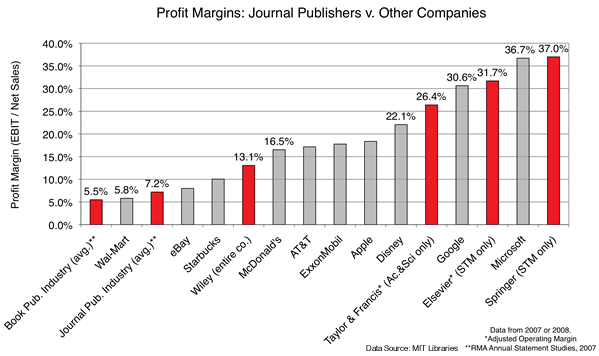 Profit Margins: Journal Publishers v. Other Companies
Profit Margin (EBIT / Net Sales)
40.0%
35.0%
30.0%
25.0%
20.0%
15.0%
10.0%
5.0%
0.0%
5.5%
5.8%
7.2%
13.1%
16.5%
22.1%
26.4%
30.6%
31.7%
36.7%
37.0%
Book Pub. Industry (avg.)**
Wal-Mart
Journal Pub. Industry (avg.)**
eBay
Starbucks
Wiley (entire co.)
McDonald's
AT&T
ExxonMobil
Apple
Disney
Taylor & Francis* (Ac.&Sci only)
Google
Elsevier* (STM only)
Microsoft
Springer (STM only)
Data from 2007 or 2008.
*Adjusted Operating Margin
Data Source: MIT Libraries **RMA Annual Statement Studies, 2007